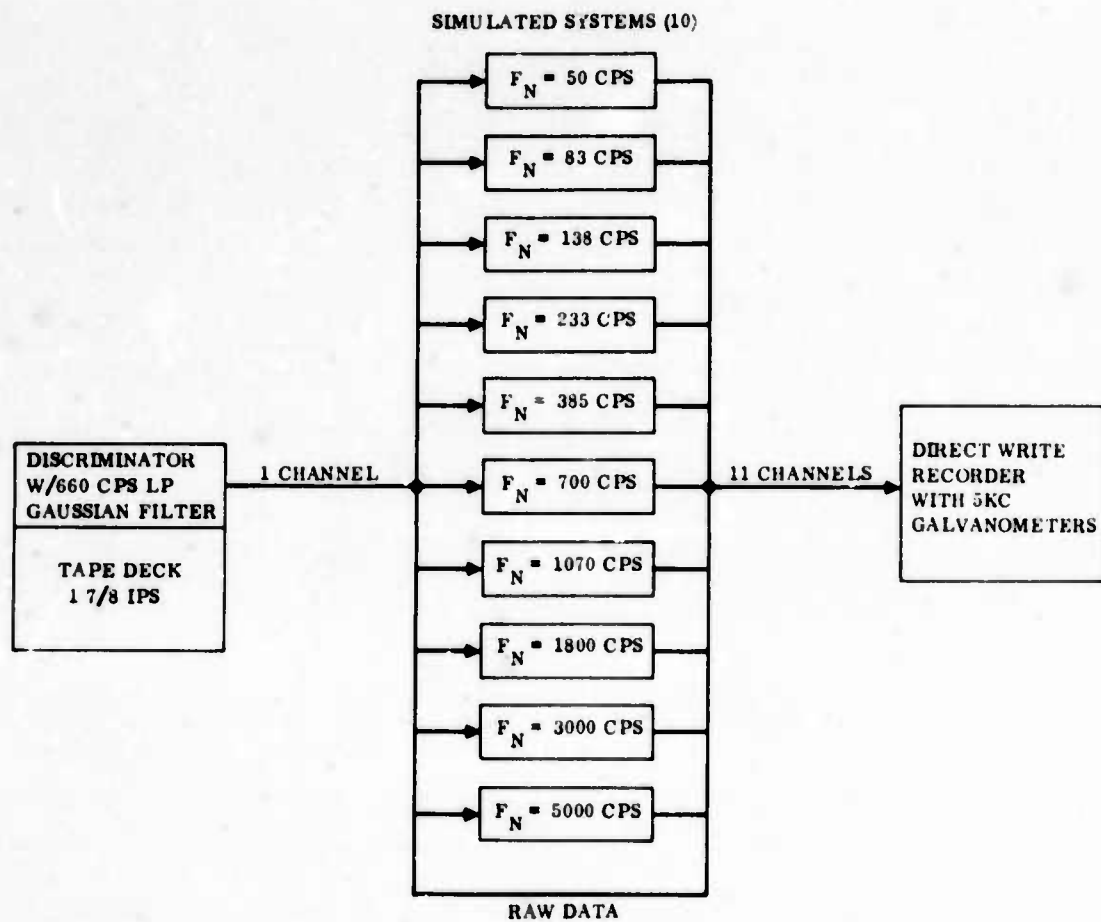 SIMULATED SYSTEMS (10)
F_N = 50 CPS
F_N = 83 CPS
F_N = 138 CPS
F_N = 233 CPS
F_N = 385 CPS
F_N = 700 CPS
F_N = 1070 CPS
F_N = 1800 CPS
F_N = 3000 CPS
F_N = 5000 CPS
DISCRIMINATOR
W/660 CPS LP
GAUSSIAN FILTER
TAPE DECK
1 7/8 IPS
1 CHANNEL
11 CHANNELS
DIRECT WRITE
RECORDER
WITH 5KC
GALVANOMETERS
RAW DATA